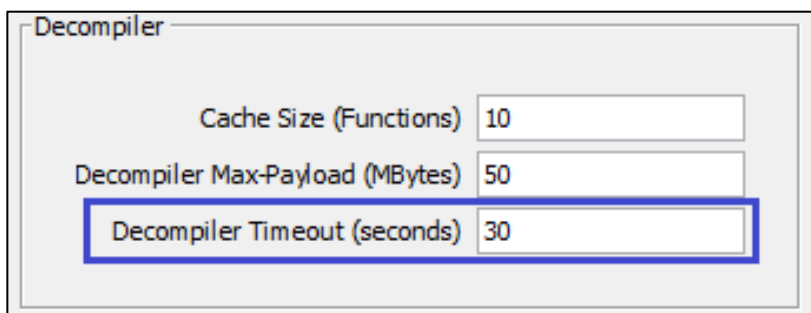 Decompiler
Cache Size (Functions) 10
Decompiler Max-Payload (MBytes) 50
Decompiler Timeout (seconds) 30